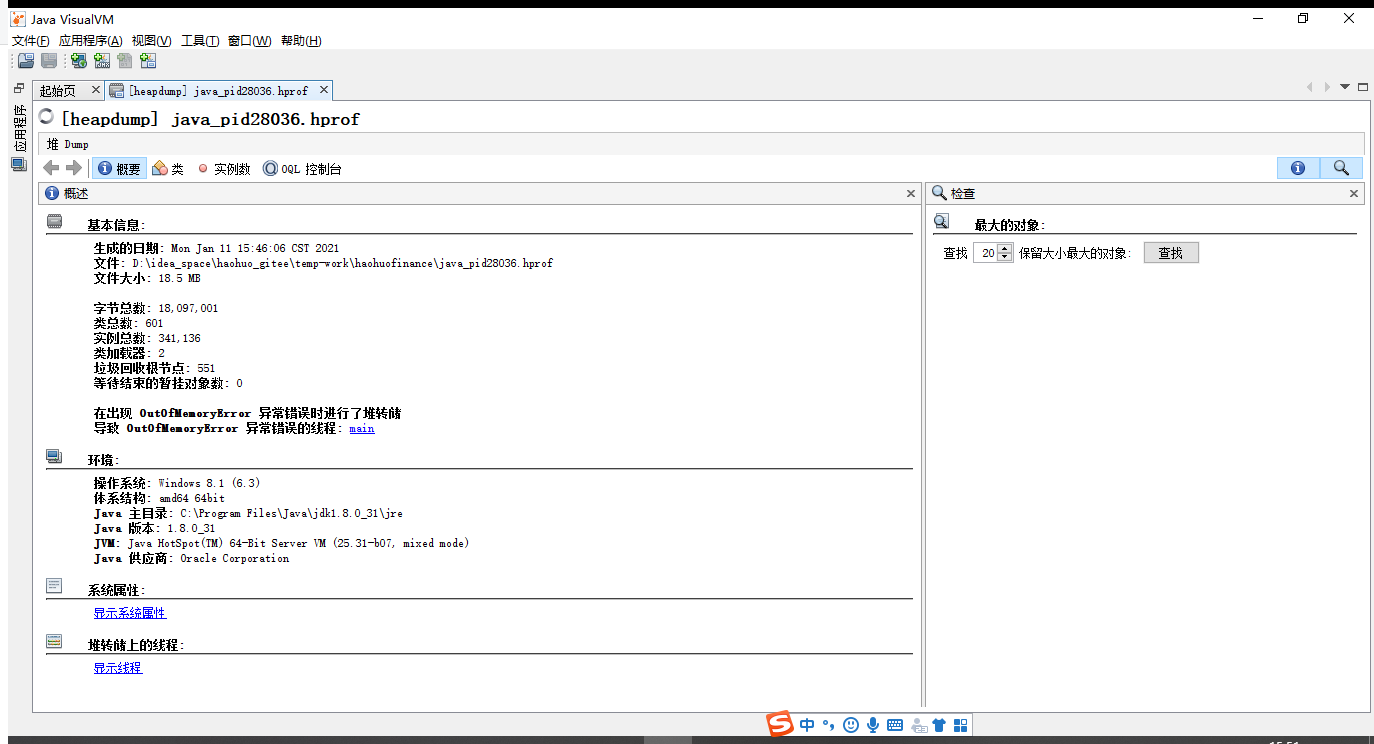 Java VisualVM
文件(F) 应用程序(A) 视图(V) 工具(T) 窗口(W) 帮助(H)
起始页 [heapdump] java_pid28036.hprof
应用程序
[heapdump] java_pid28036.hprof
堆 Dump
概要 类 实例数 OQL 控制台
概述
检查
基本信息:
生成的日期: Mon Jan 11 15:46:06 CST 2021
文件: D:\idea_space\haohuo_gitee\temp-work\haohuofinance\java_pid28036.hprof
文件大小: 18.5 MB
字节总数: 18,097,001
类总数: 601
实例总数: 341,136
类加载器: 2
垃圾回收根节点: 551
等待结束的暂挂对象数: 0
在出现 OutOfMemoryError 异常错误时进行了堆转储
导致 OutOfMemoryError 异常错误的线程: main
环境:
操作系统: Windows 8.1 (6.3)
体系结构: amd64 64bit
Java 主目录: C:\Program Files\Java\jdk1.8.0_31\jre
Java 版本: 1.8.0_31
JVM: Java HotSpot(TM) 64-Bit Server VM (25.31-b07, mixed mode)
Java 供应商: Oracle Corporation
系统属性:
显示系统属性
堆转储上的线程:
显示线程
最大的对象:
查找 20 保留大小最大的对象: 查找
中